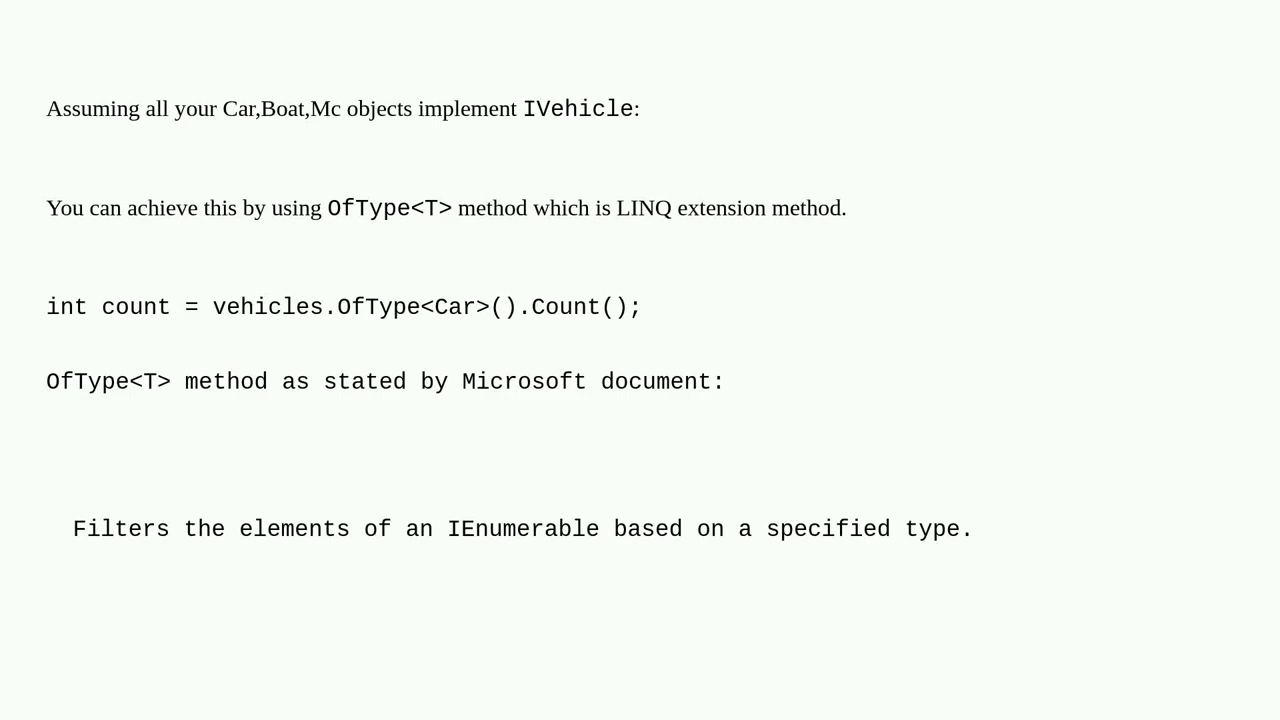 Assuming all your Car,Boat,Mc objects implement IVehicle:
You can achieve this by using OfType<T> method which is LINQ extension method.
int count = vehicles.OfType<Car>().Count();
OfType<T> method as stated by Microsoft document:
Filters the elements of an IEnumerable based on a specified type.